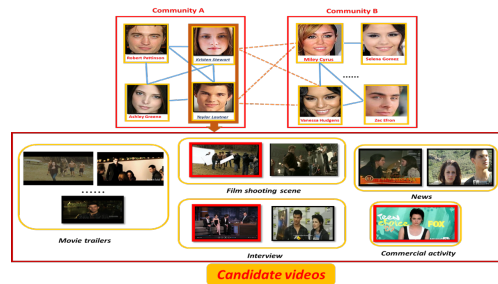 Community A
Community B
Robert Pattinson
Kristen Stewart
Miley Cyrus
Selena Gomez
......
Ashley Greene
Taylor Lautner
Vanessa Hudgens
Zac Efron
......
Movie trailers
Film shooting scene
News
Interview
FOX
Commercial activity
Candidate videos